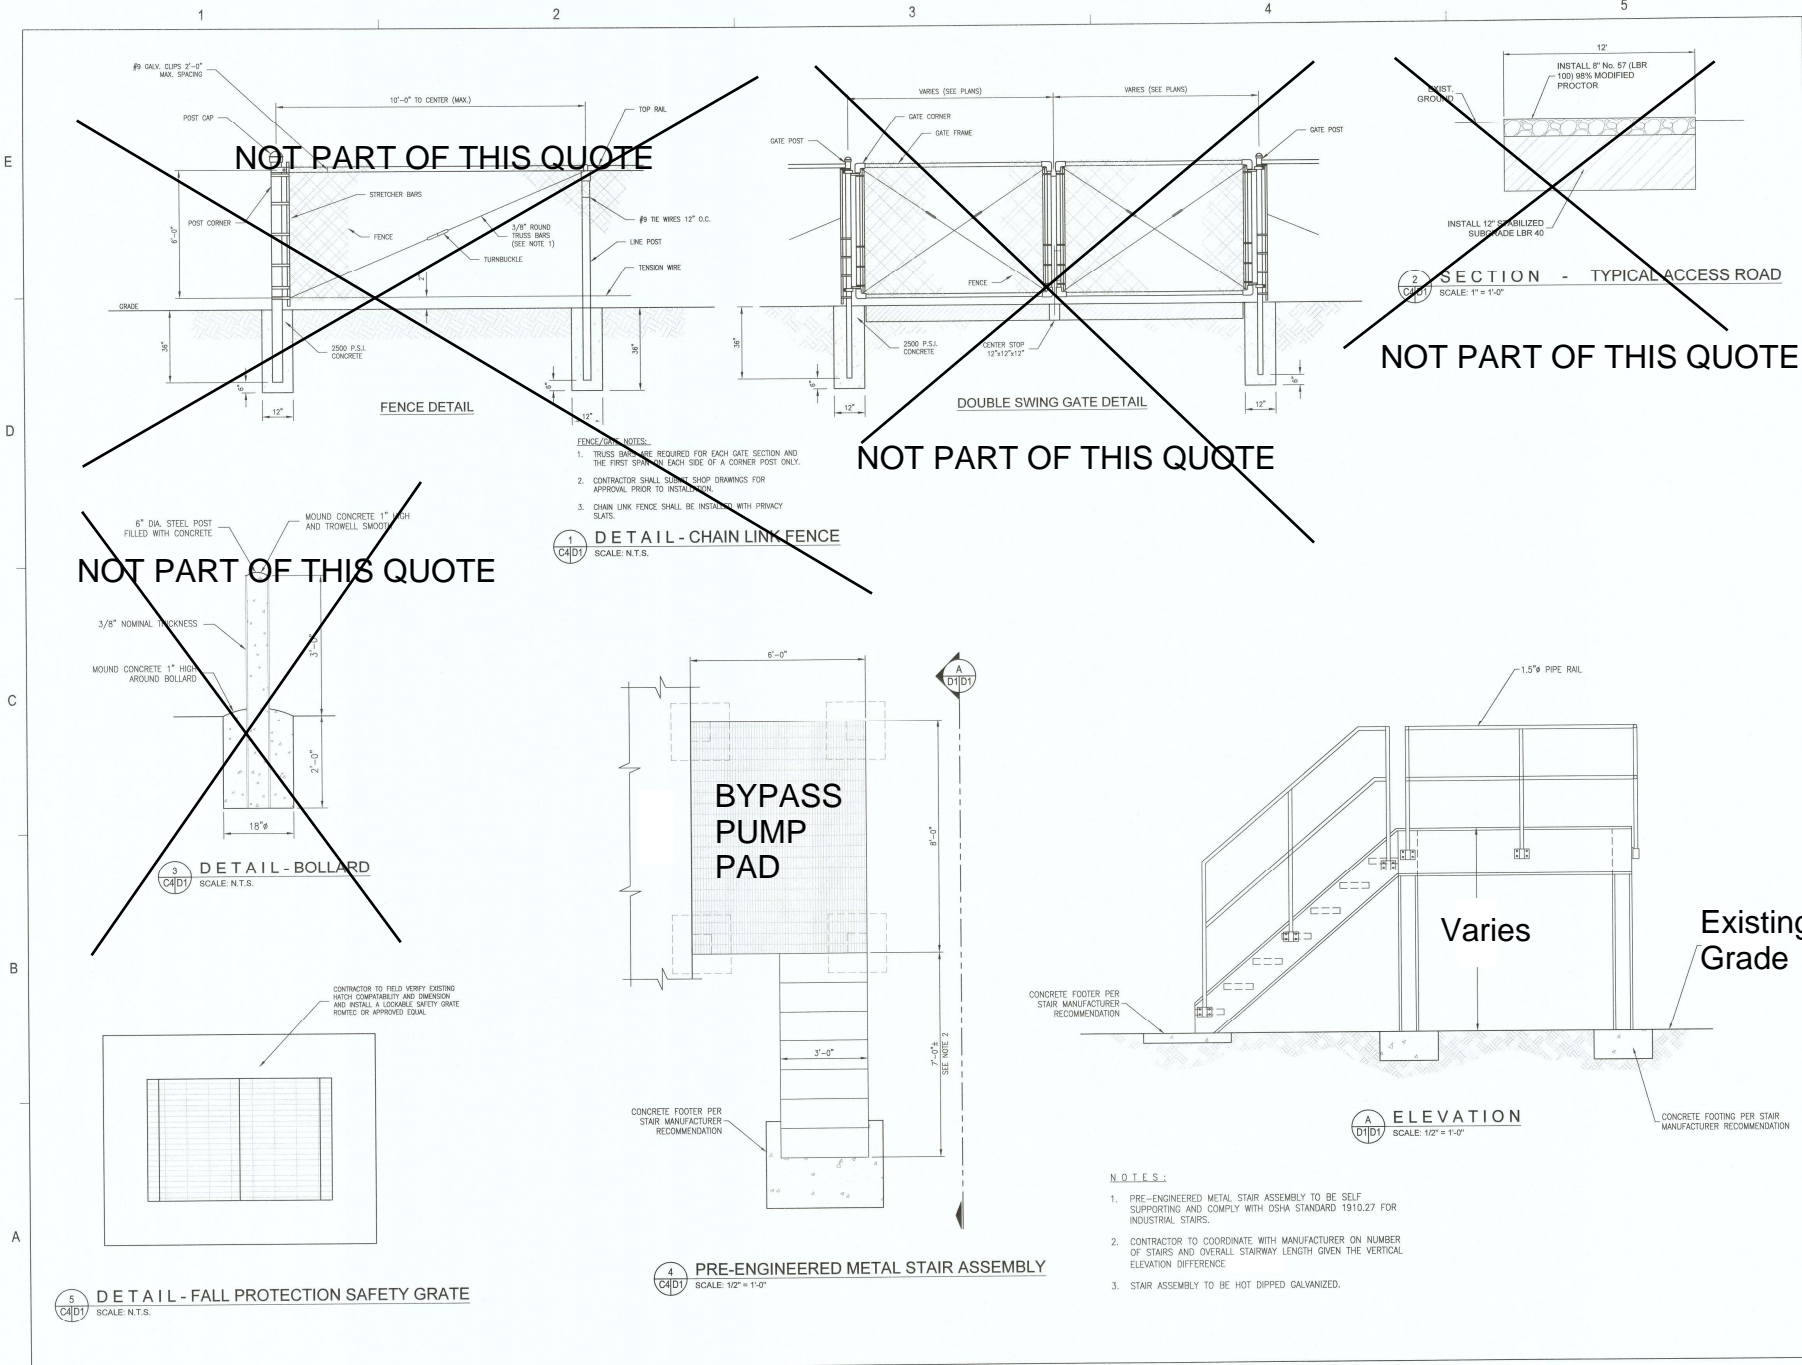 1 2 3 4 5
E
D
C
B
A
#9 GALV. CLIPS 2'-0"
MAX. SPACING
10'-0" TO CENTER (MAX.)
TOP RAIL
POST CAP
NOT PART OF THIS QUOTE
STRETCHER BARS
POST CORNER
6'-0"
FENCE
3/8" ROUND
TRUSS BARS
(SEE NOTE 1)
TURNBUCKLE
#9 TIE WIRES 12" O.C.
LINE POST
TENSION WIRE
2"
GRADE
36"
6"
12"
2500 P.S.I.
CONCRETE
6"
12"
36"
FENCE DETAIL
FENCE/GATE NOTES:
1. TRUSS BARS ARE REQUIRED FOR EACH GATE SECTION AND
THE FIRST SPAN ON EACH SIDE OF A CORNER POST ONLY.
2. CONTRACTOR SHALL SUBMIT SHOP DRAWINGS FOR
APPROVAL PRIOR TO INSTALLATION.
3. CHAIN LINK FENCE SHALL BE INSTALLED WITH PRIVACY
SLATS.
1
C4 D1
DETAIL - CHAIN LINK FENCE
SCALE: N.T.S.
VARIES (SEE PLANS)
VARIES (SEE PLANS)
GATE CORNER
GATE FRAME
GATE POST
GATE POST
FENCE
36"
6"
12"
2500 P.S.I.
CONCRETE
CENTER STOP
12"x12"x12"
6"
12"
DOUBLE SWING GATE DETAIL
NOT PART OF THIS QUOTE
12'
INSTALL 8" No. 57 (LBR
100) 98% MODIFIED
PROCTOR
EXIST.
GROUND
INSTALL 12" STABILIZED
SUBGRADE LBR 40
2
C4 D1
SECTION - TYPICAL ACCESS ROAD
SCALE: 1" = 1'-0"
NOT PART OF THIS QUOTE
6" DIA. STEEL POST
FILLED WITH CONCRETE
MOUND CONCRETE 1" HIGH
AND TROWELL SMOOTH
NOT PART OF THIS QUOTE
3/8" NOMINAL THICKNESS
3'-0"
MOUND CONCRETE 1" HIGH
AROUND BOLLARD
2'-0"
18"ø
3
C4 D1
DETAIL - BOLLARD
SCALE: N.T.S.
6'-0"
A
D1 D1
BYPASS
PUMP
PAD
8'-0"
3'-0"
7'-0"±
SEE NOTE 2
CONCRETE FOOTER PER
STAIR MANUFACTURER
RECOMMENDATION
4
C4 D1
PRE-ENGINEERED METAL STAIR ASSEMBLY
SCALE: 1/2" = 1'-0"
1.5"ø PIPE RAIL
Varies
Existing
Grade
CONCRETE FOOTER PER
STAIR MANUFACTURER
RECOMMENDATION
A
D1 D1
ELEVATION
SCALE: 1/2" = 1'-0"
CONCRETE FOOTING PER STAIR
MANUFACTURER RECOMMENDATION
NOTES:
1. PRE-ENGINEERED METAL STAIR ASSEMBLY TO BE SELF
SUPPORTING AND COMPLY WITH OSHA STANDARD 1910.27 FOR
INDUSTRIAL STAIRS.
2. CONTRACTOR TO COORDINATE WITH MANUFACTURER ON NUMBER
OF STAIRS AND OVERALL STAIRWAY LENGTH GIVEN THE VERTICAL
ELEVATION DIFFERENCE
3. STAIR ASSEMBLY TO BE HOT DIPPED GALVANIZED.
CONTRACTOR TO FIELD VERIFY EXISTING
HATCH COMPATABILITY AND DIMENSION
AND INSTALL A LOCKABLE SAFETY GRATE
ROMTEC OR APPROVED EQUAL
5
C4 D1
DETAIL - FALL PROTECTION SAFETY GRATE
SCALE: N.T.S.